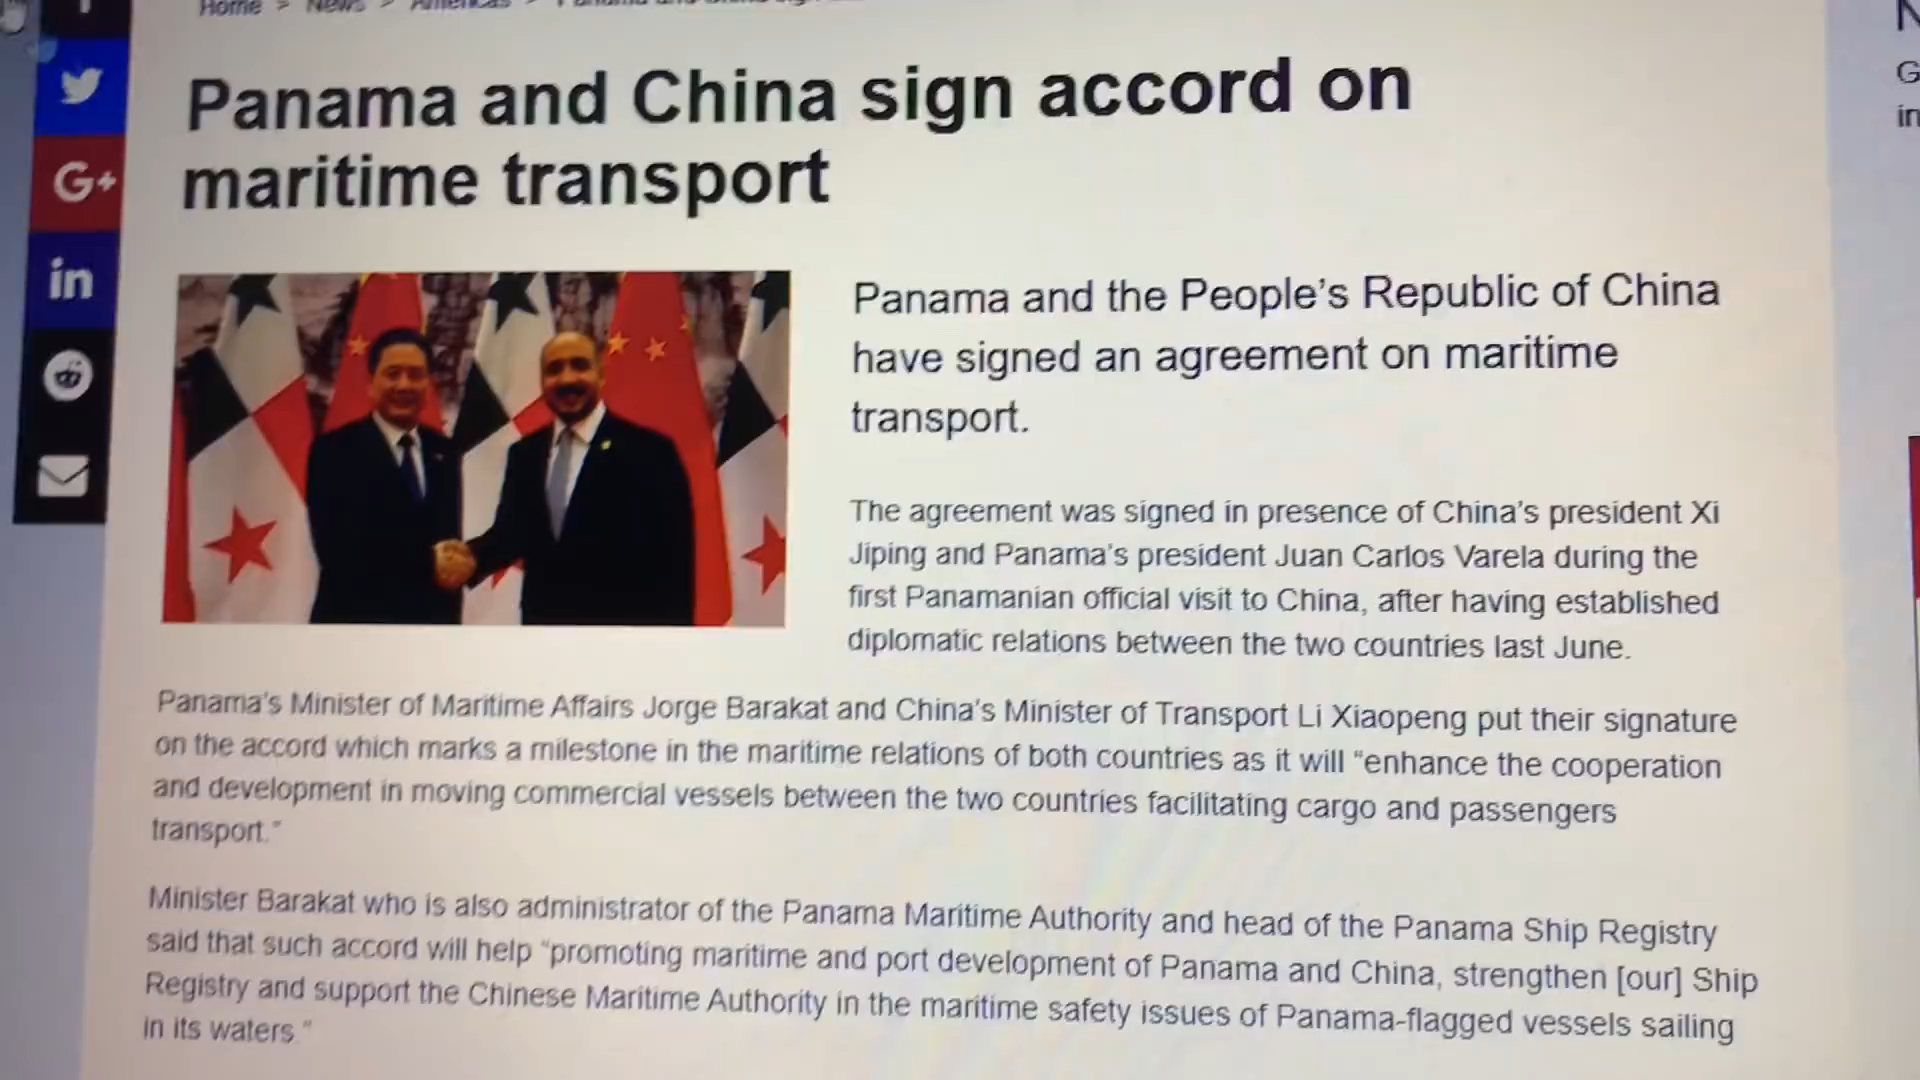 Home > News > Americas >
Panama and China sign accord on
maritime transport
G+
in
Panama and the People's Republic of China
have signed an agreement on maritime
transport.
The agreement was signed in presence of China's president Xi
Jiping and Panama's president Juan Carlos Varela during the
first Panamanian official visit to China, after having established
diplomatic relations between the two countries last June.
Panama's Minister of Maritime Affairs Jorge Barakat and China's Minister of Transport Li Xiaopeng put their signature
on the accord which marks a milestone in the maritime relations of both countries as it will "enhance the cooperation
and development in moving commercial vessels between the two countries facilitating cargo and passengers
transport."
Minister Barakat who is also administrator of the Panama Maritime Authority and head of the Panama Ship Registry
said that such accord will help "promoting maritime and port development of Panama and China, strengthen [our] Ship
Registry and support the Chinese Maritime Authority in the maritime safety issues of Panama-flagged vessels sailing
in its waters."